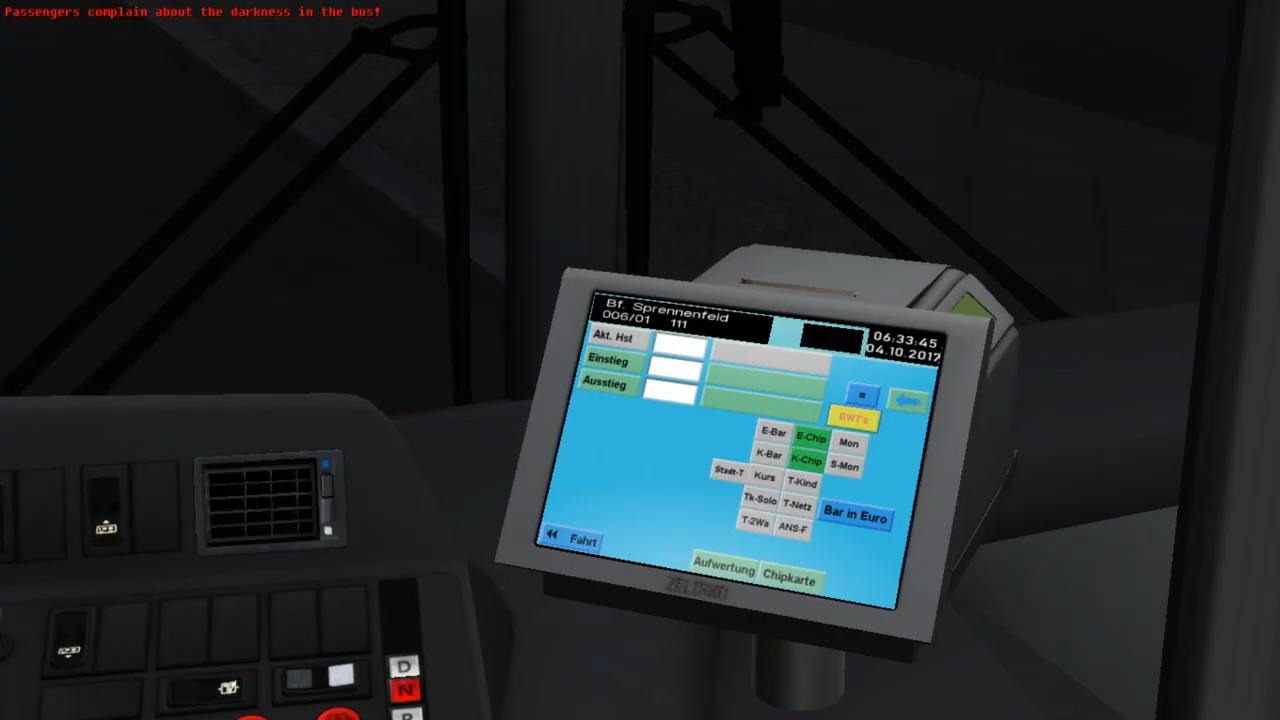 Passengers complain about the darkness in the bus!
Bf. Sprennenfeld
006/01 111
06:33:45
04.10.2017
Akt. Hst
Einstieg
Ausstieg
=
BWT's
E-Bar E-Chip Mon
K-Bar K-Chip S-Mon
Stadt-T Kurs T-Kind
Tk-Solo T-Netz Bar in Euro
T-2Wa ANS-F
Fahrt
Aufwertung Chipkarte
D
N
R